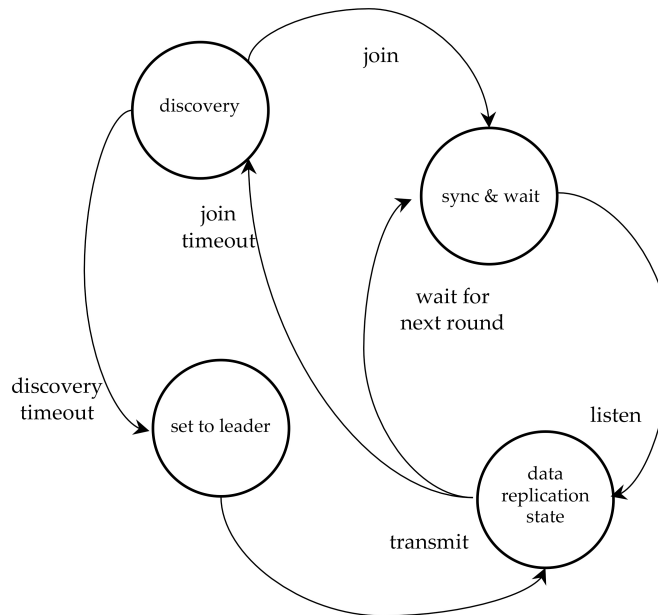 join
discovery
sync & wait
join
timeout
wait for
next round
discovery
timeout
set to leader
listen
data
replication
state
transmit